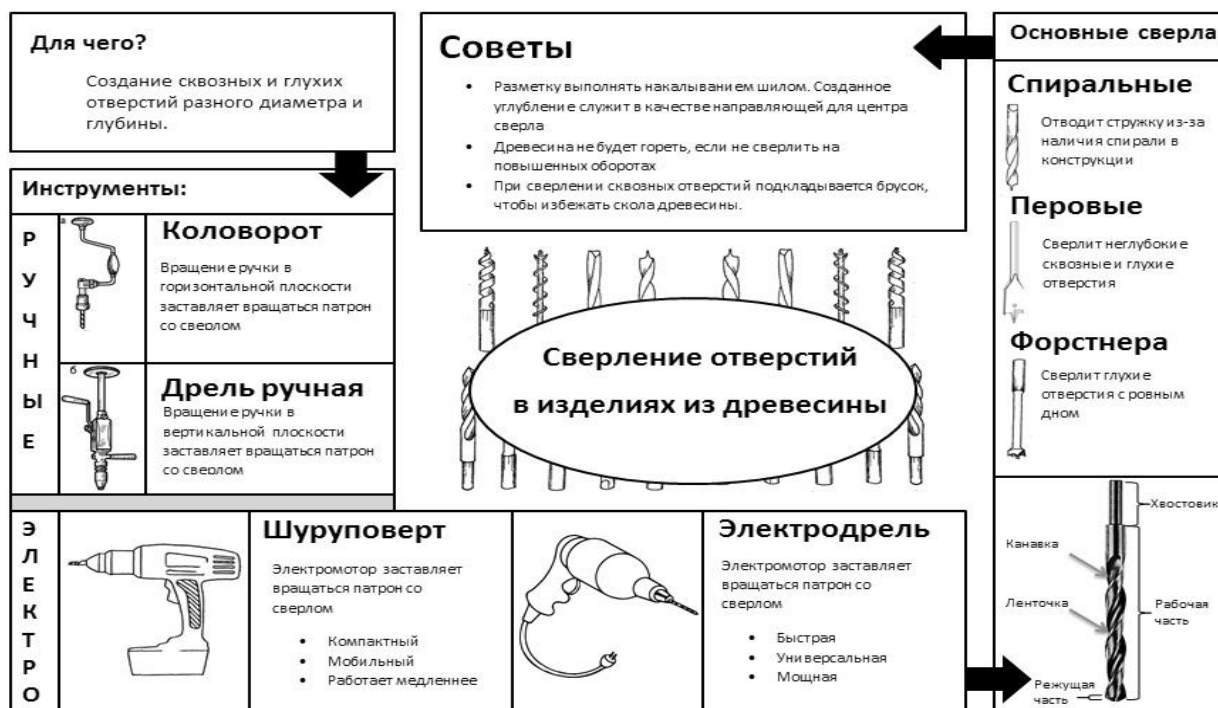 Для чего?
Создание сквозных и глухих
отверстий разного диаметра и
глубины.
Инструменты:
РУЧНЫЕ
а
Коловорот
Вращение ручки в
горизонтальной плоскости
заставляет вращаться патрон
со сверлом
б
Дрель ручная
Вращение ручки в
вертикальной плоскости
заставляет вращаться патрон
со сверлом
ЭЛЕКТРО
Шуруповерт
Электромотор заставляет
вращаться патрон со
сверлом
• Компактный
• Мобильный
• Работает медленнее
Электродрель
Электромотор заставляет
вращаться патрон со
сверлом
• Быстрая
• Универсальная
• Мощная
Советы
• Разметку выполнять накалыванием шилом. Созданное
углубление служит в качестве направляющей для центра
сверла
• Древесина не будет гореть, если не сверлить на
повышенных оборотах
• При сверлении сквозных отверстий подкладывается брусок,
чтобы избежать скола древесины.
Сверление отверстий
в изделиях из древесины
Основные сверла
Спиральные
Отводит стружку из-за
наличия спирали в
конструкции
Перовые
Сверлит неглубокие
сквозные и глухие
отверстия
Форстнера
Сверлит глухие
отверстия с ровным
дном
Хвостовик
Канавка
Ленточка
Рабочая
часть
Режущая
часть